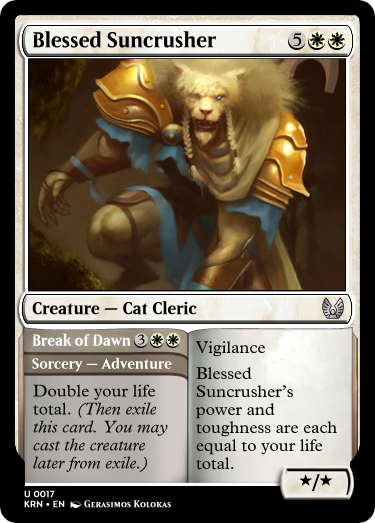 Blessed Suncrusher 5
Creature — Cat Cleric
Break of Dawn 3
Sorcery — Adventure
Double your life
total. (Then exile
this card. You may
cast the creature
later from exile.)
Vigilance
Blessed
Suncrusher's
power and
toughness are each
equal to your life
total.
★/★
U 0017
KRN • EN Gerasimos Kolokas